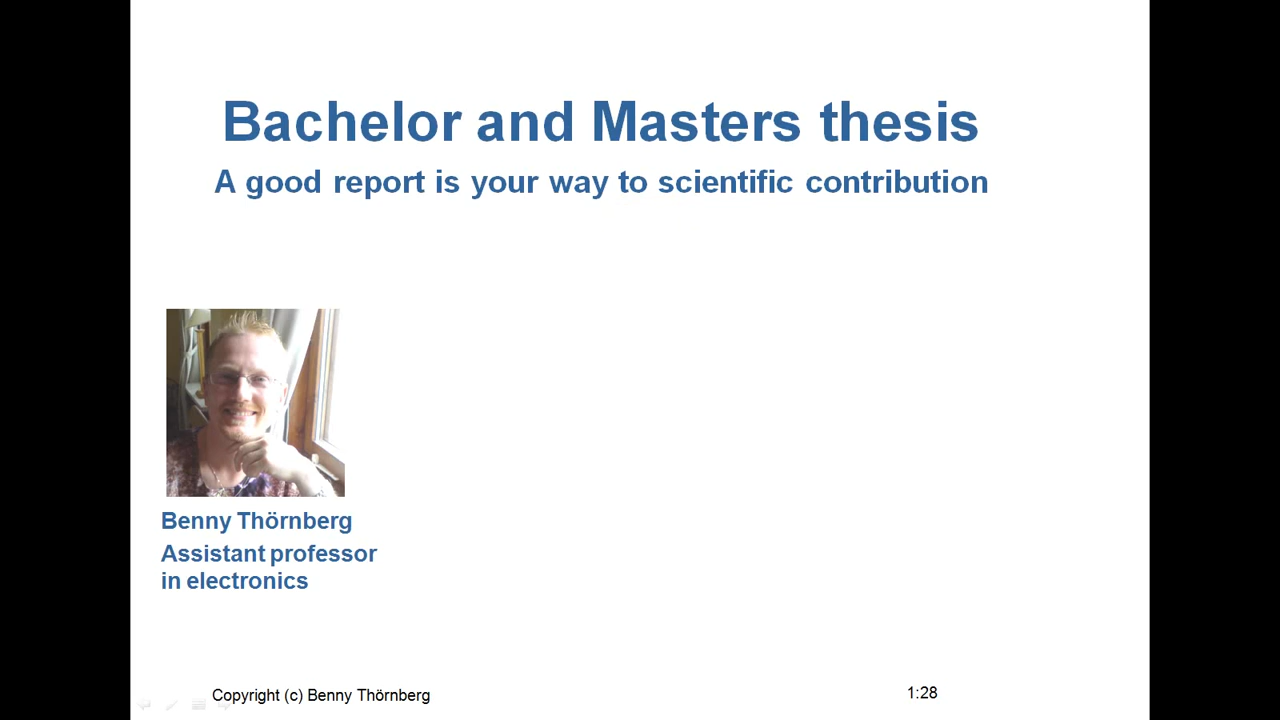 Bachelor and Masters thesis
A good report is your way to scientific contribution
Benny Thörnberg
Assistant professor
in electronics
Copyright (c) Benny Thörnberg
1:28